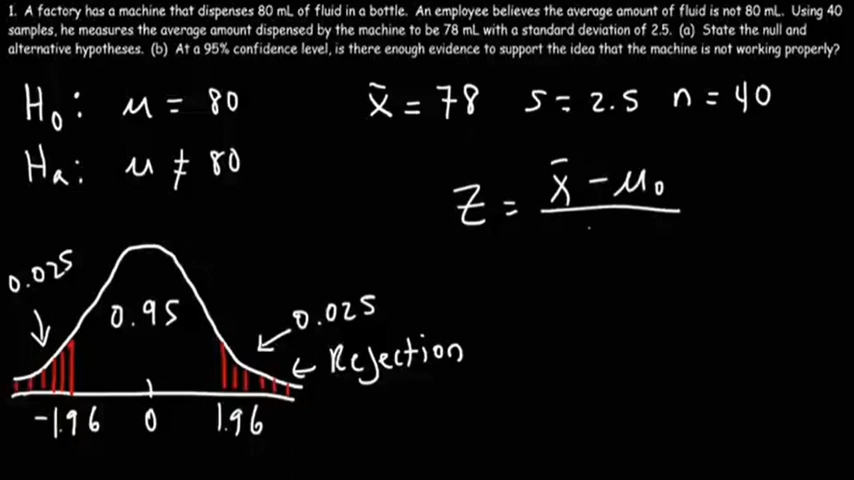 1. A factory has a machine that dispenses 80 mL of fluid in a bottle. An employee believes the average amount of fluid is not 80 mL. Using 40
samples, he measures the average amount dispensed by the machine to be 78 mL with a standard deviation of 2.5. (a) State the null and
alternative hypotheses. (b) At a 95% confidence level, is there enough evidence to support the idea that the machine is not working properly?
H₀: μ = 80
x̄ = 78 s = 2.5 n = 40
Hₐ: μ ≠ 80
Z = x̄ - μ₀
0.025
0.95
0.025
Rejection
-1.96 0 1.96